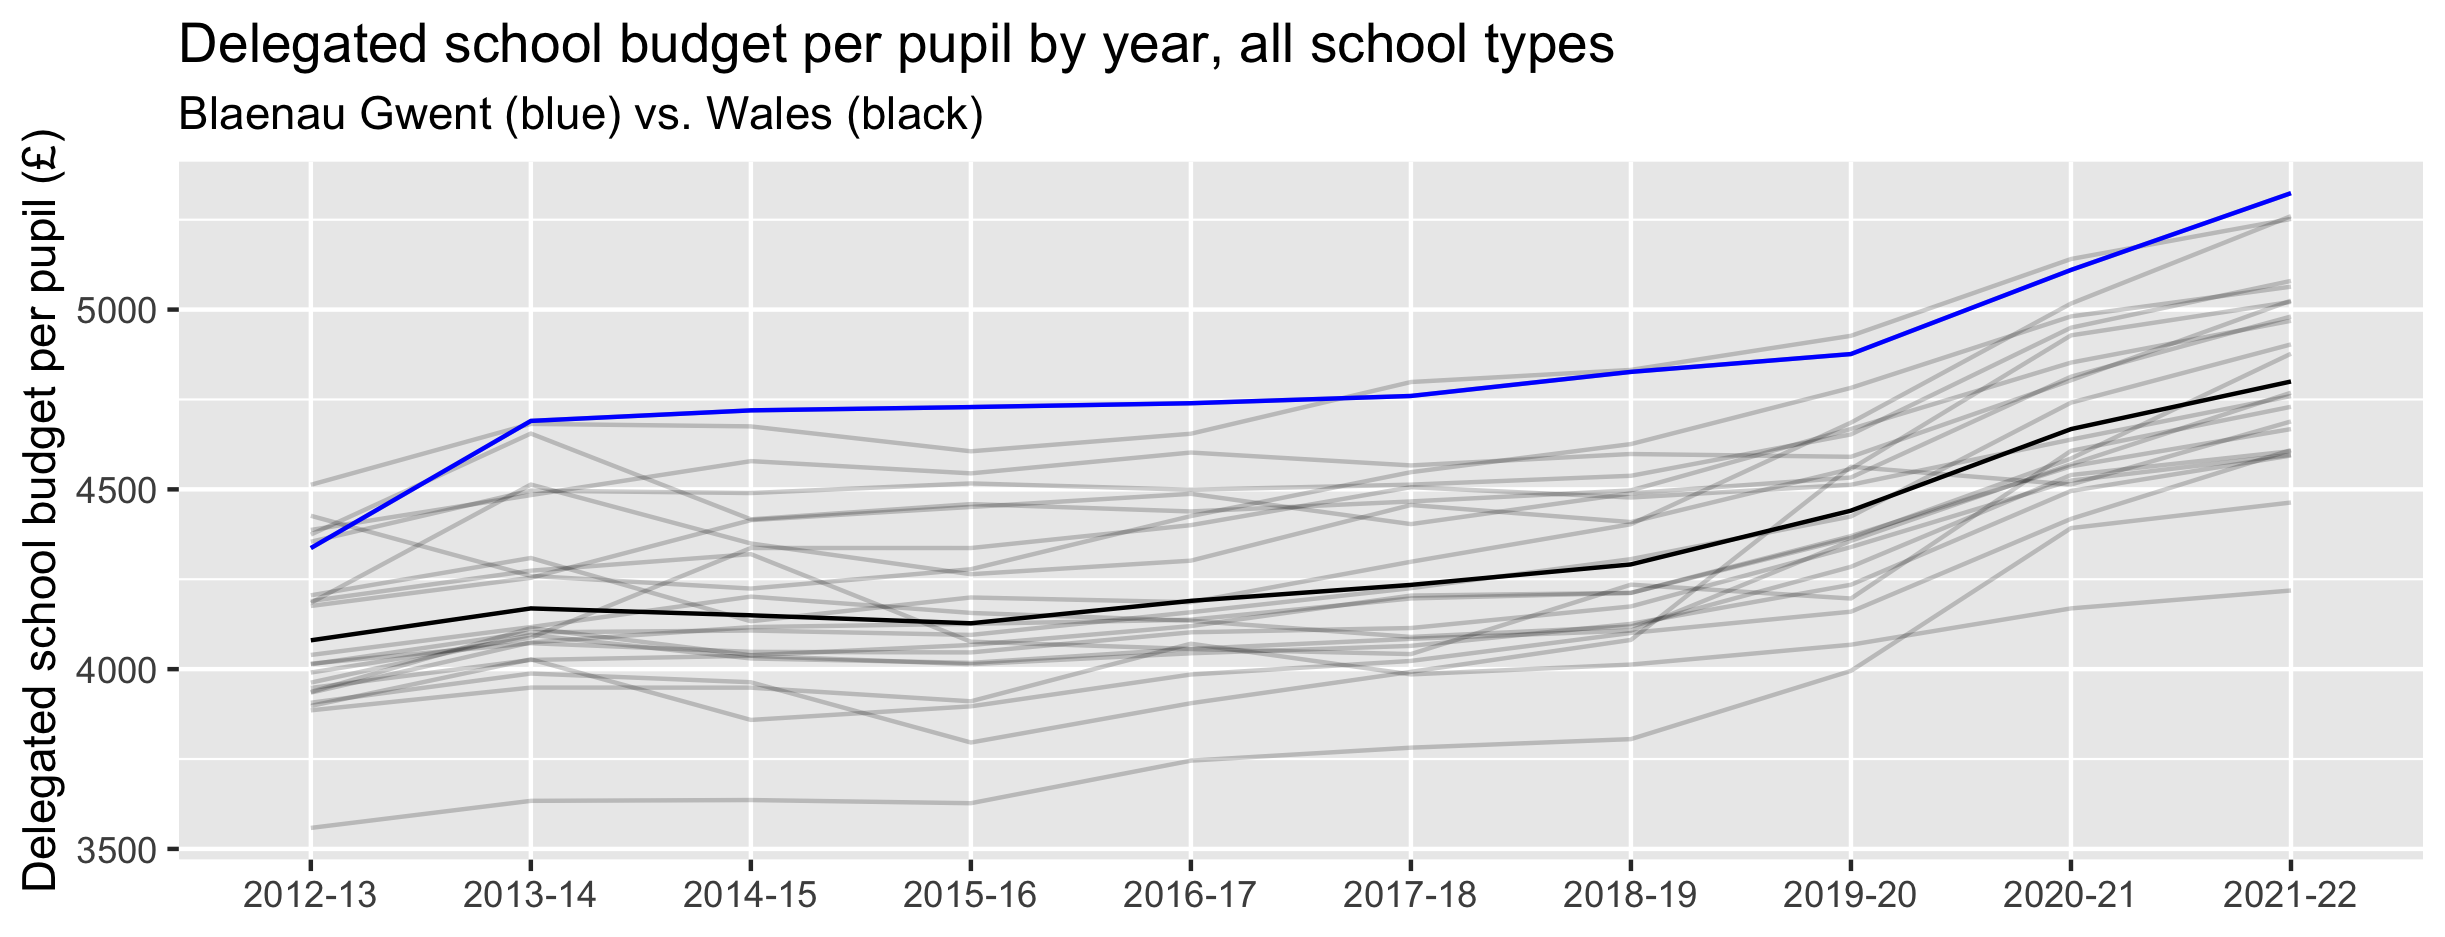 Delegated school budget per pupil by year, all school types
Blaenau Gwent (blue) vs. Wales (black)
Delegated school budget per pupil (£)
5000
4500
4000
3500
2012-13 2013-14 2014-15 2015-16 2016-17 2017-18 2018-19 2019-20 2020-21 2021-22